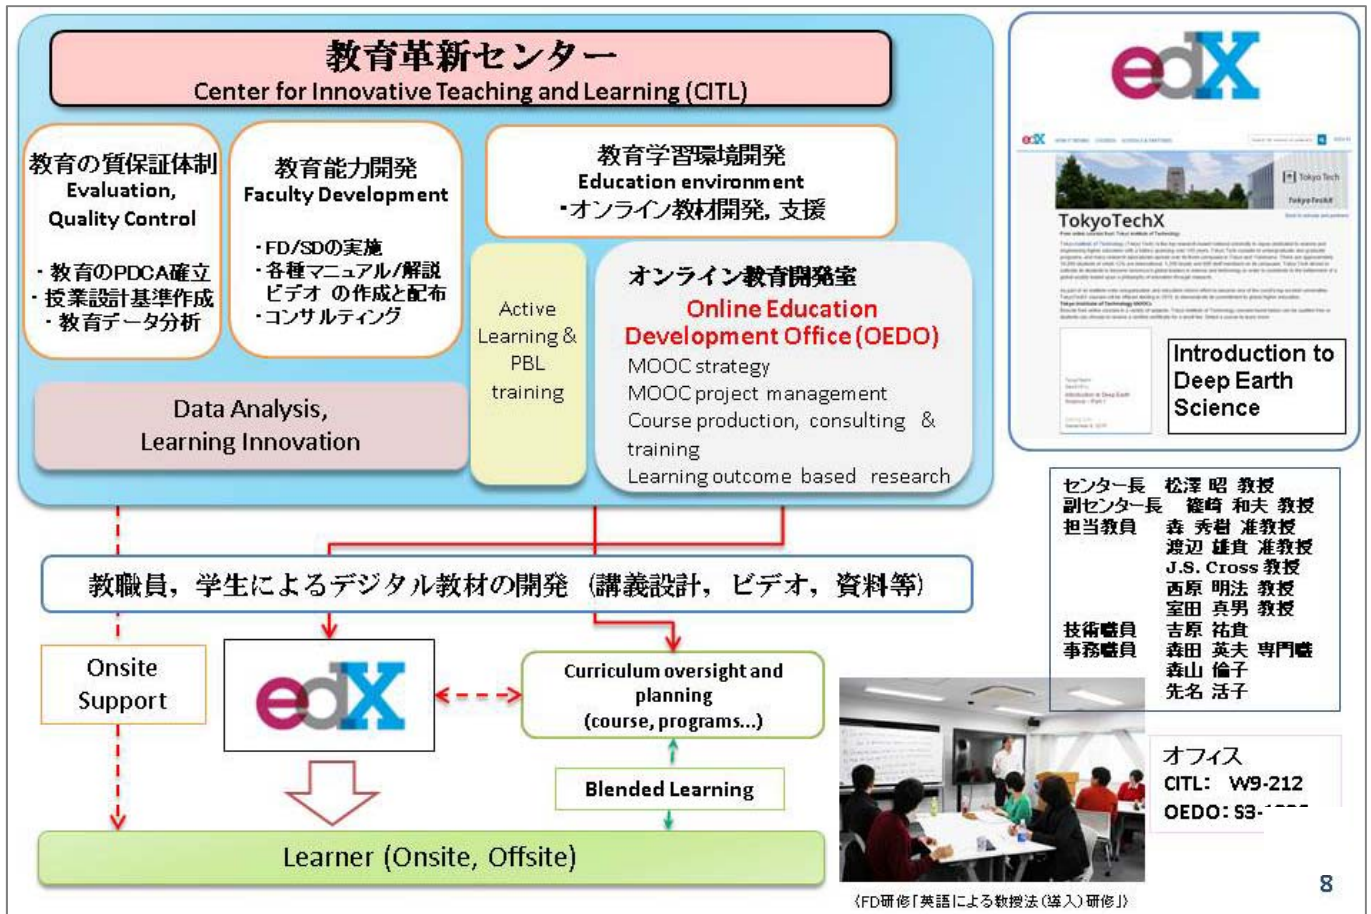 教育革新センター
Center for Innovative Teaching and Learning (CITL)
教育の質保証体制
Evaluation,
Quality Control
・教育のPDCA確立
・授業設計基準作成
・教育データ分析
教育能力開発
Faculty Development
・FD/SDの実施
・各種マニュアル/解説
ビデオ の作成と配布
・コンサルティング
教育学習環境開発
Education environment
・オンライン教材開発, 支援
Data Analysis,
Learning Innovation
Active
Learning &
PBL
training
オンライン教育開発室
Online Education
Development Office (OEDO)
MOOC strategy
MOOC project management
Course production, consulting &
training
Learning outcome based research
edX
edX
Tokyo Tech
TokyoTechX
TokyoTechX
Introduction to
Deep Earth
Science
センター長 松澤 昭 教授
副センター長 篠崎 和夫 教授
担当教員 森 秀樹 准教授
渡辺 雄貴 准教授
J.S. Cross 教授
西原 明法 教授
室田 真男 教授
技術職員 吉原 祐貴
事務職員 森田 英夫 専門職
森山 倫子
先名 活子
教職員, 学生によるデジタル教材の開発 (講義設計, ビデオ, 資料等)
Onsite
Support
edX
Curriculum oversight and
planning
(course, programs...)
Blended Learning
Learner (Onsite, Offsite)
オフィス
CITL: W9-212
OEDO: S3-
〈FD研修「英語による教授法(導入)研修」〉
8